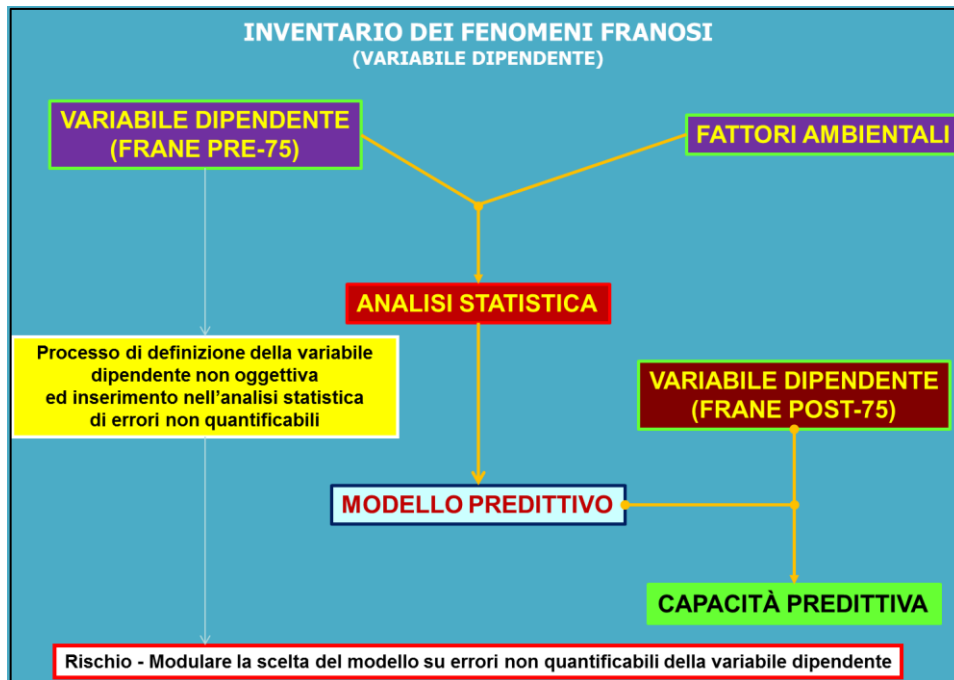 INVENTARIO DEI FENOMENI FRANOSI
(VARIABILE DIPENDENTE)
VARIABILE DIPENDENTE
(FRANE PRE-75)
FATTORI AMBIENTALI
ANALISI STATISTICA
Processo di definizione della variabile
dipendente non oggettiva
ed inserimento nell'analisi statistica
di errori non quantificabili
VARIABILE DIPENDENTE
(FRANE POST-75)
MODELLO PREDITTIVO
CAPACITÀ PREDITTIVA
Rischio - Modulare la scelta del modello su errori non quantificabili della variabile dipendente